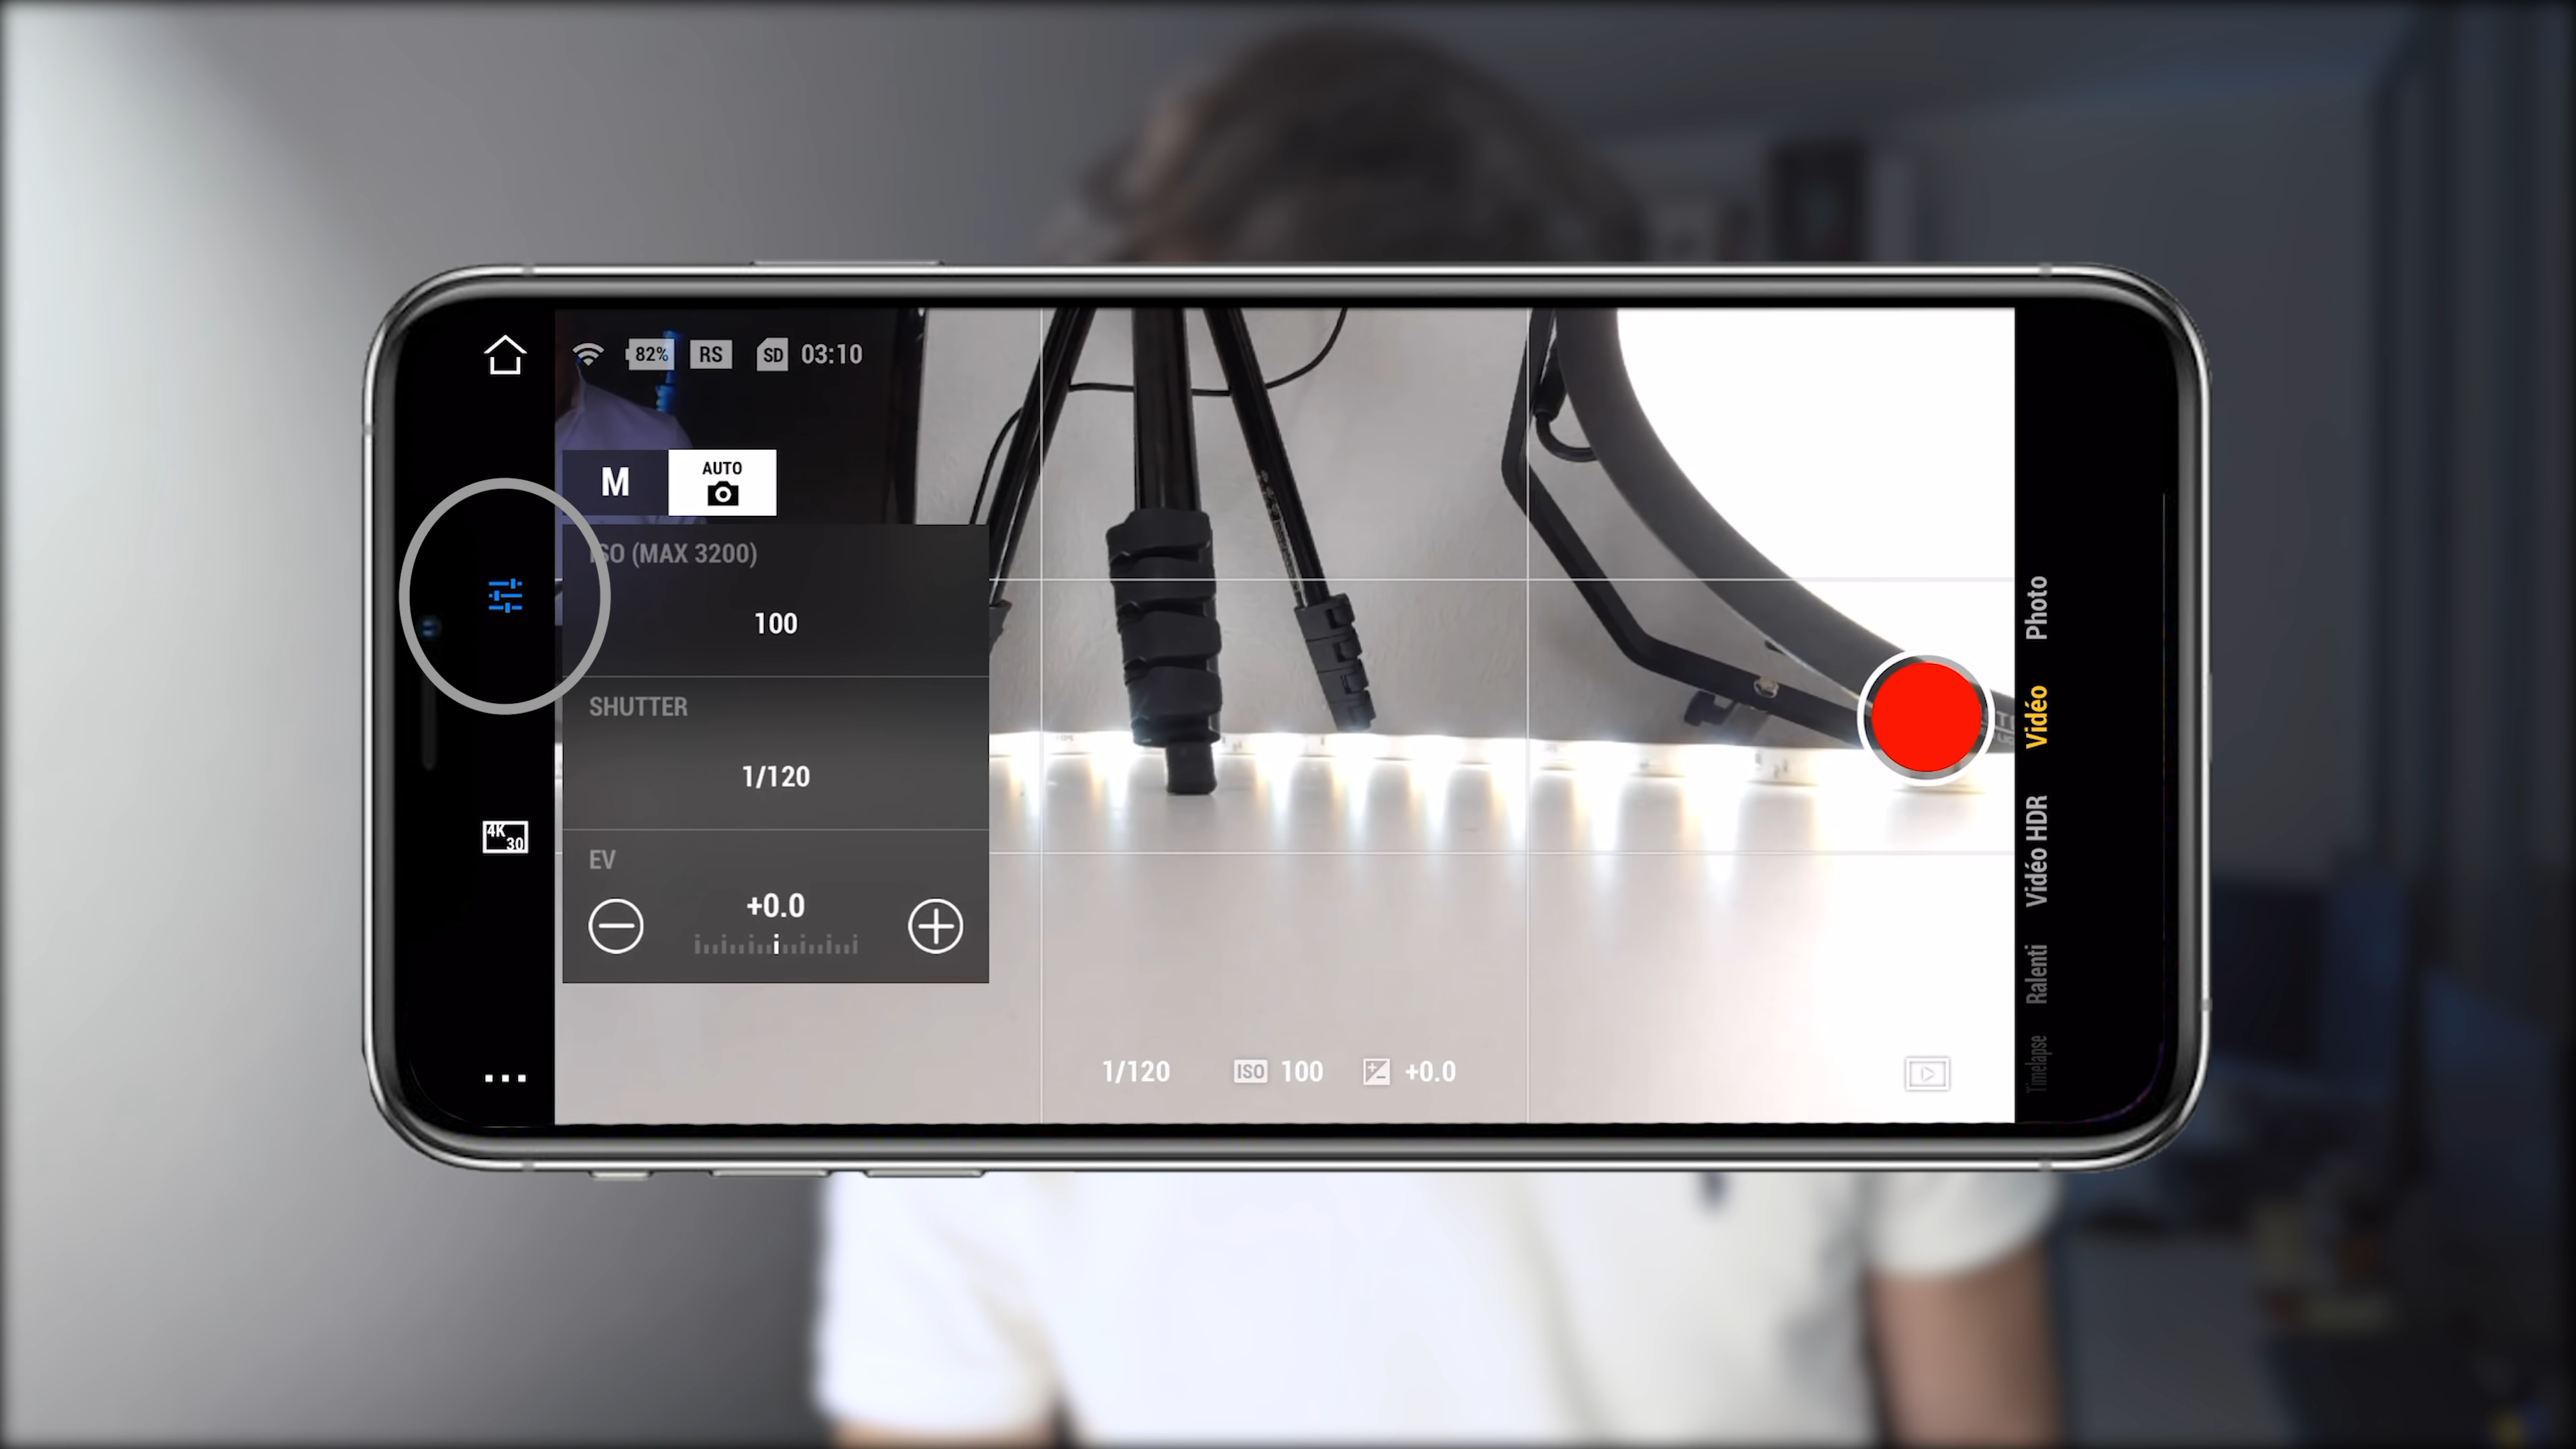 82% RS SD 03:10
M AUTO
ISO (MAX 3200)
100
SHUTTER
1/120
EV
+0.0
4K
30
1/120 ISO 100 +0.0
Photo
Vidéo
Vidéo HDR
Ralenti
Timelapse